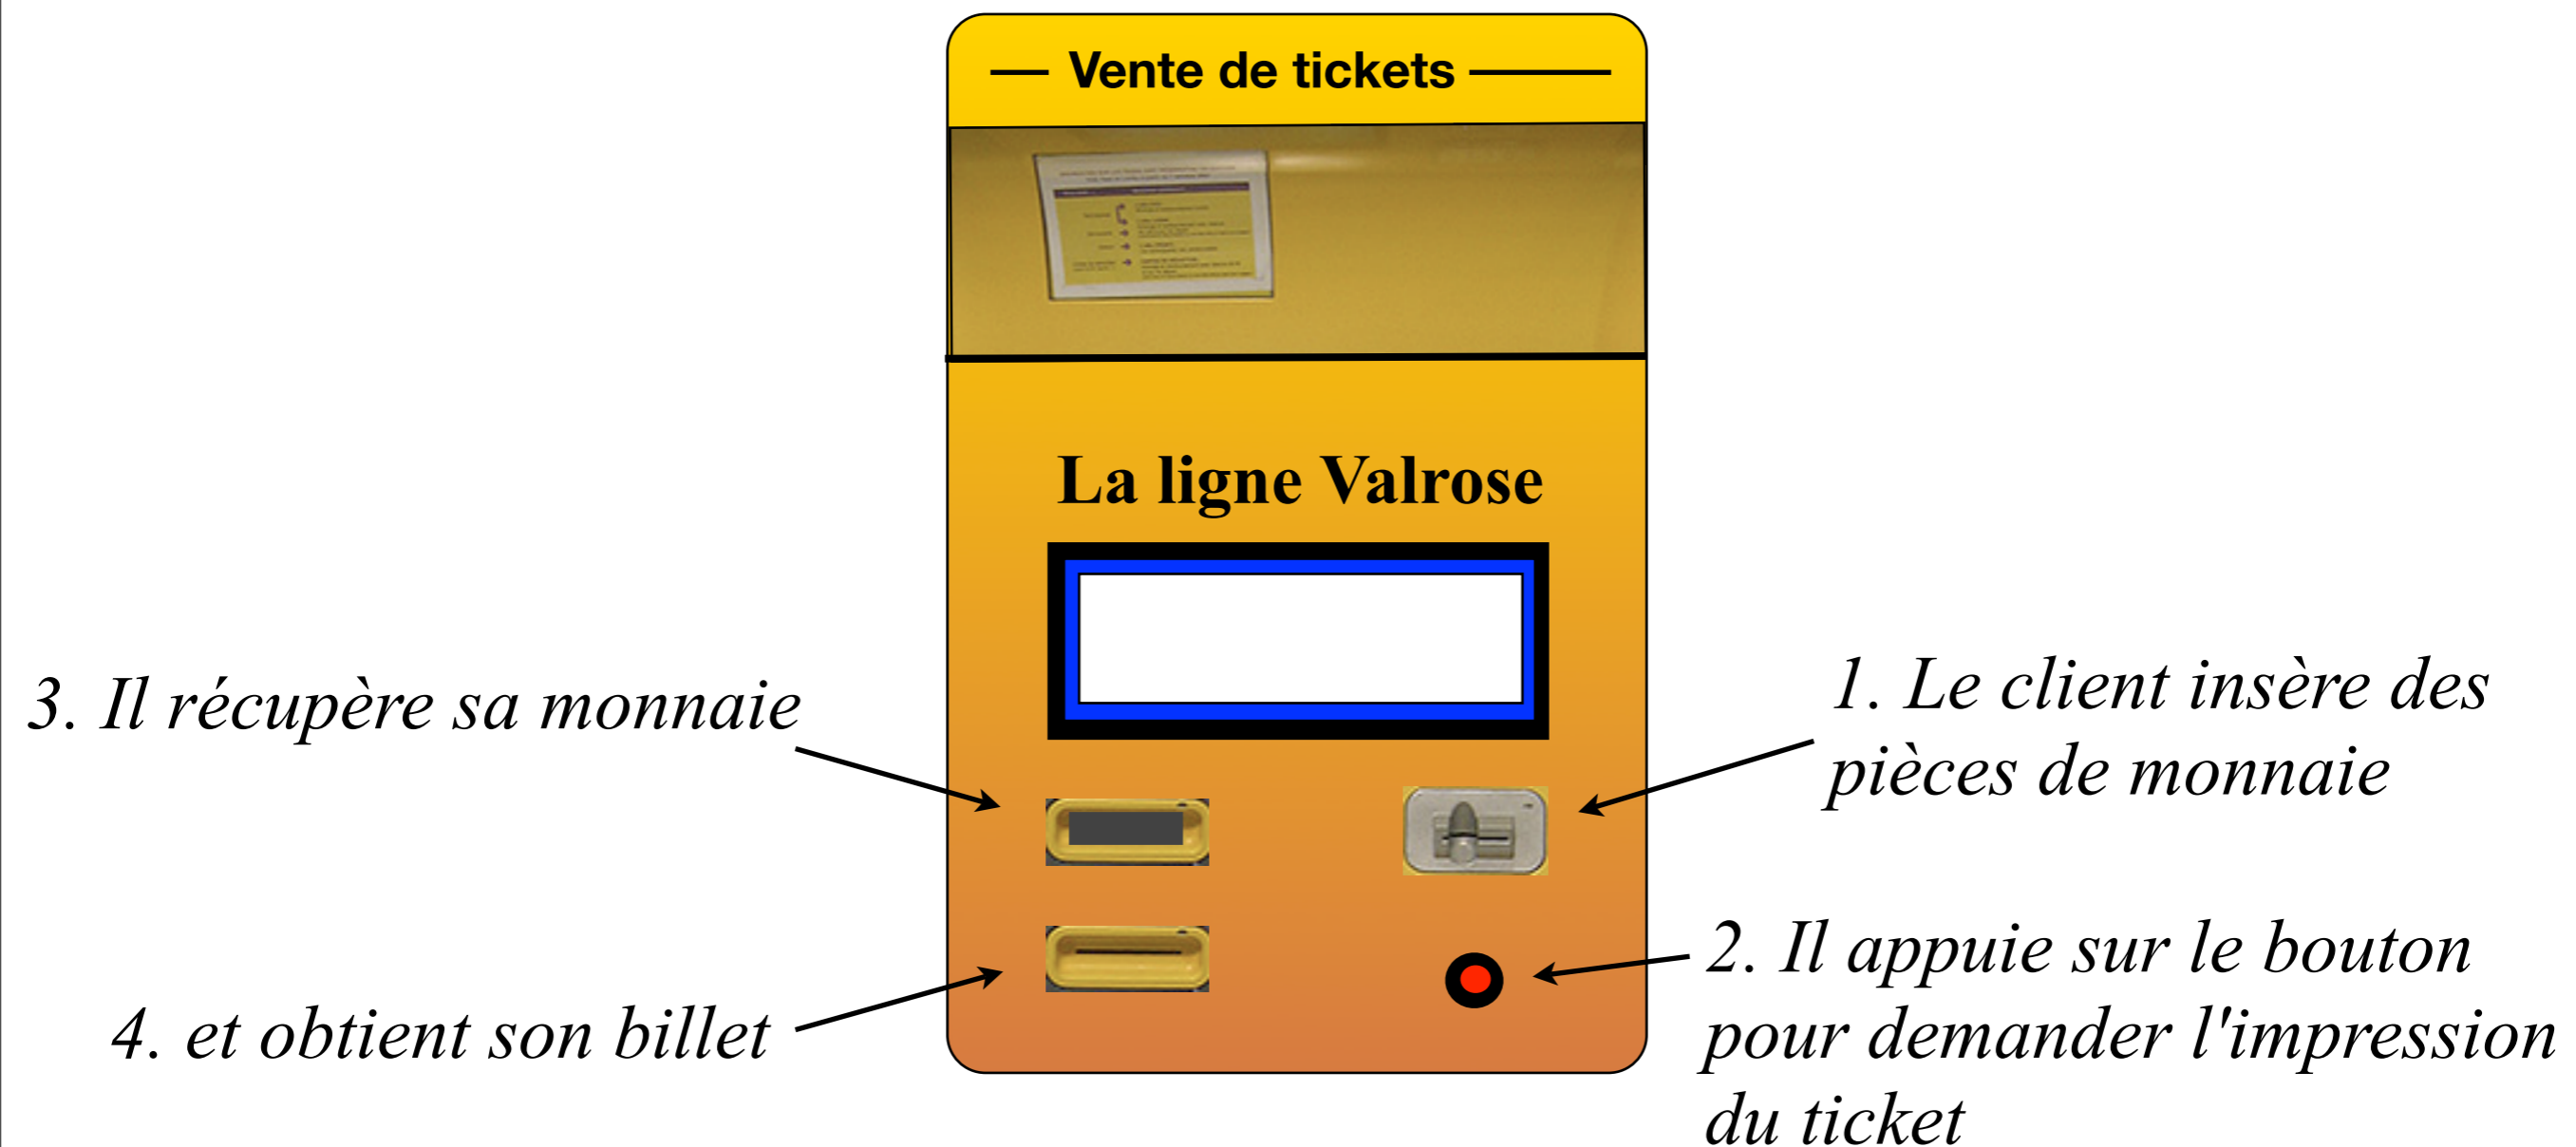 Vente de tickets
La ligne Valrose
3. Il récupère sa monnaie
1. Le client insère des
pièces de monnaie
4. et obtient son billet
2. Il appuie sur le bouton
pour demander l'impression
du ticket